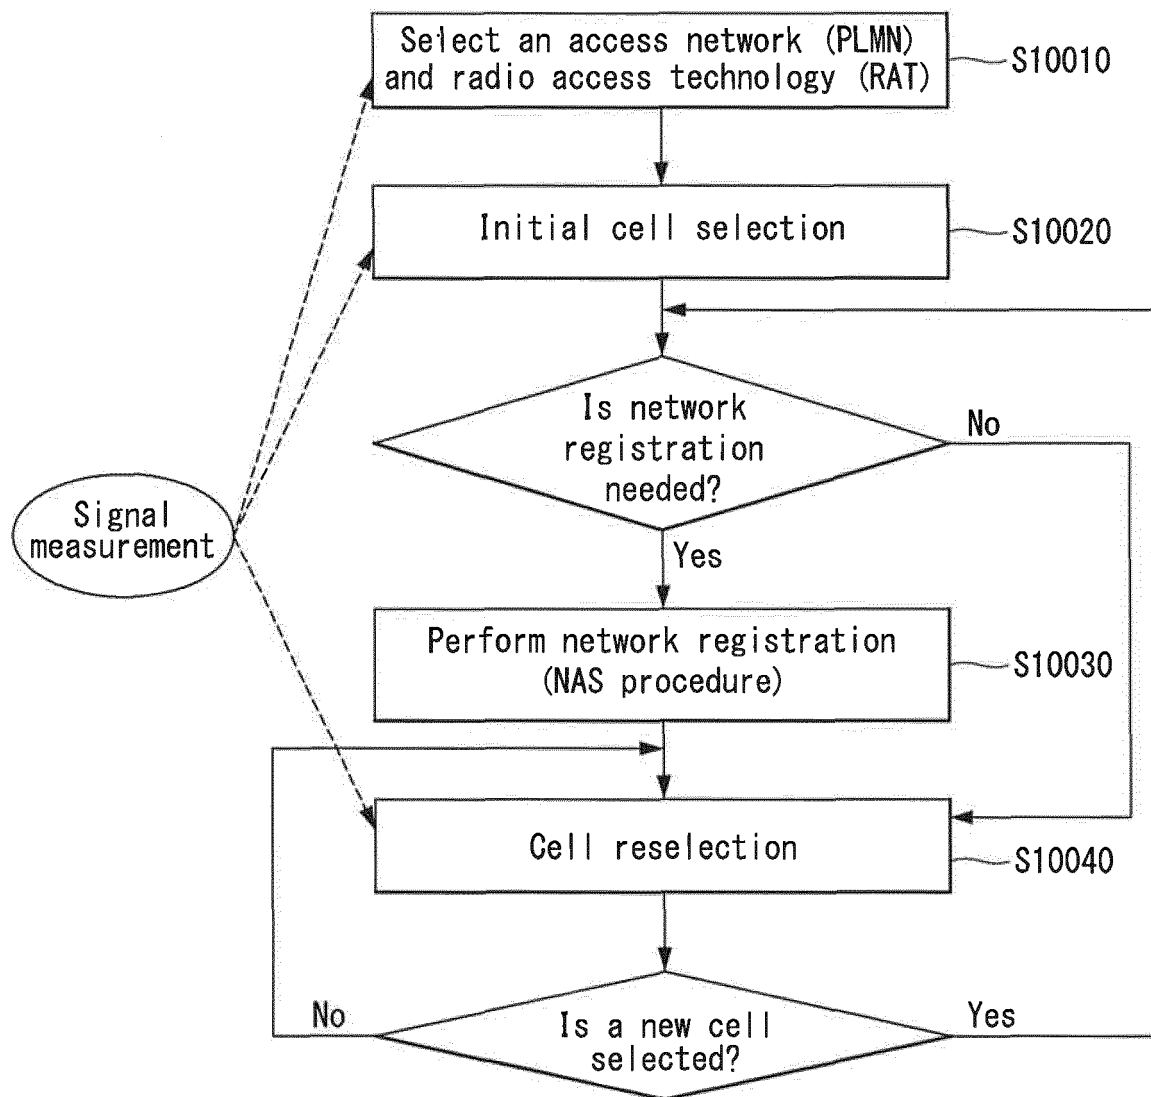 Select an access network (PLMN)
and radio access technology (RAT)
S10010
Initial cell selection
S10020
Is network
registration
needed?
No
Yes
Signal
measurement
Perform network registration
(NAS procedure)
S10030
Cell reselection
S10040
No
Is a new cell
selected?
Yes